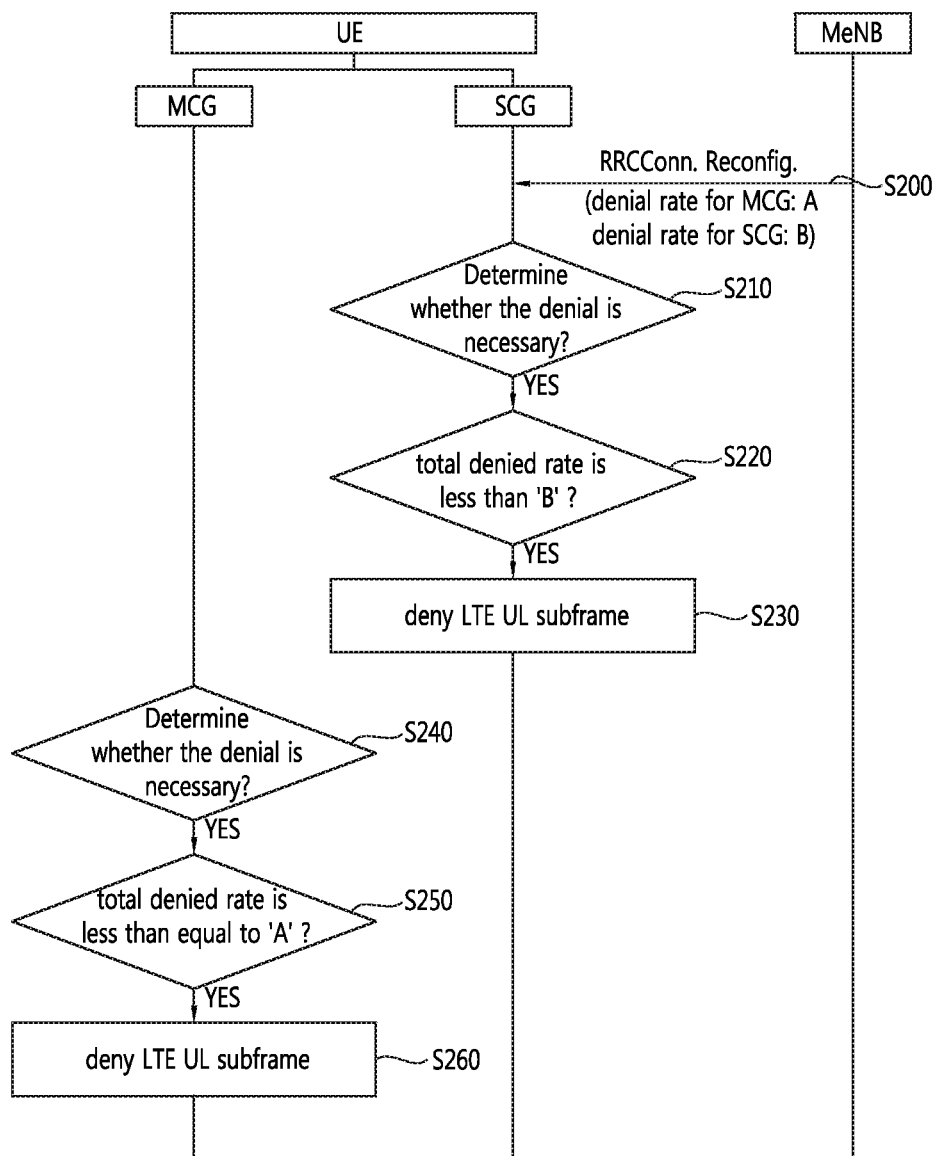 UE
MeNB
MCG
SCG
RRCConn. Reconfig.
S200
(denial rate for MCG: A
denial rate for SCG: B)
Determine
whether the denial is
necessary?
S210
YES
total denied rate is
less than 'B' ?
S220
YES
deny LTE UL subframe
S230
Determine
whether the denial is
necessary?
S240
YES
total denied rate is
less than equal to 'A' ?
S250
YES
deny LTE UL subframe
S260